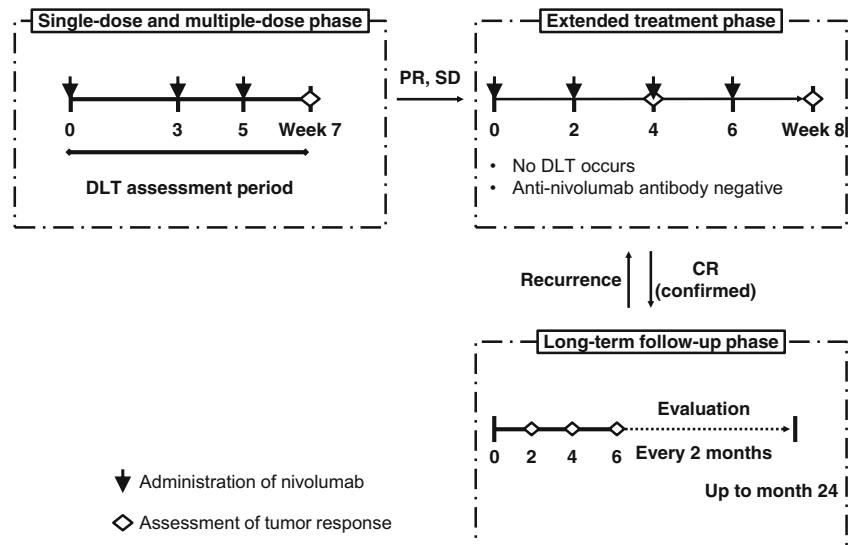 Single-dose and multiple-dose phase
0 3 5 Week 7
DLT assessment period
PR, SD
Extended treatment phase
0 2 4 6 Week 8
• No DLT occurs
• Anti-nivolumab antibody negative
Recurrence
CR
(confirmed)
Long-term follow-up phase
Evaluation
0 2 4 6 Every 2 months
Up to month 24
Administration of nivolumab
Assessment of tumor response